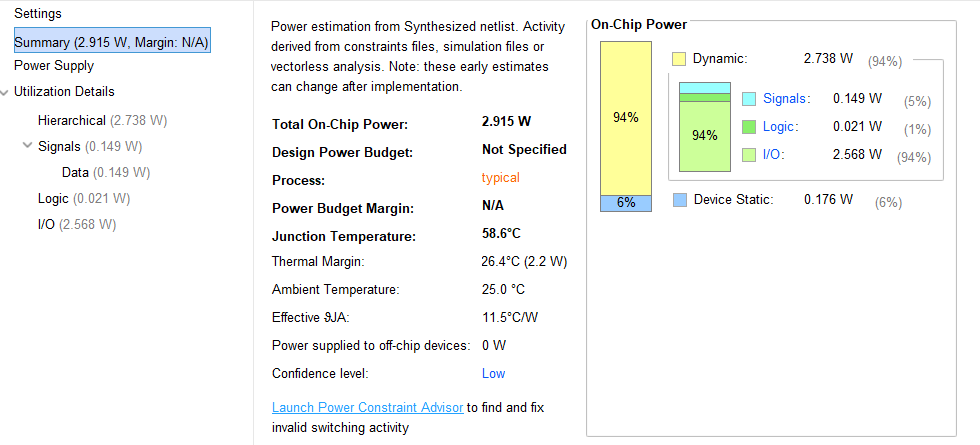 Settings
Summary (2.915 W, Margin: N/A)
Power Supply
Utilization Details
Hierarchical (2.738 W)
Signals (0.149 W)
Data (0.149 W)
Logic (0.021 W)
I/O (2.568 W)
Power estimation from Synthesized netlist. Activity
derived from constraints files, simulation files or
vectorless analysis. Note: these early estimates
can change after implementation.
Total On-Chip Power: 2.915 W
Design Power Budget: Not Specified
Process: typical
Power Budget Margin: N/A
Junction Temperature: 58.6°C
Thermal Margin: 26.4°C (2.2 W)
Ambient Temperature: 25.0 °C
Effective ϑJA: 11.5°C/W
Power supplied to off-chip devices: 0 W
Confidence level: Low
Launch Power Constraint Advisor to find and fix
invalid switching activity
On-Chip Power
Dynamic: 2.738 W (94%)
Signals: 0.149 W (5%)
94%
Logic: 0.021 W (1%)
94%
I/O: 2.568 W (94%)
6%
Device Static: 0.176 W (6%)